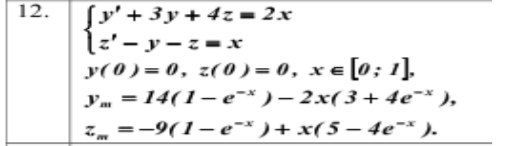 12. { y' + 3y + 4z = 2x
z' – y – z = x
y(0) = 0, z(0) = 0, x ∈ [0; 1],
yₘ = 14(1 – e⁻ˣ) – 2x(3 + 4e⁻ˣ),
zₘ = –9(1 – e⁻ˣ) + x(5 – 4e⁻ˣ).